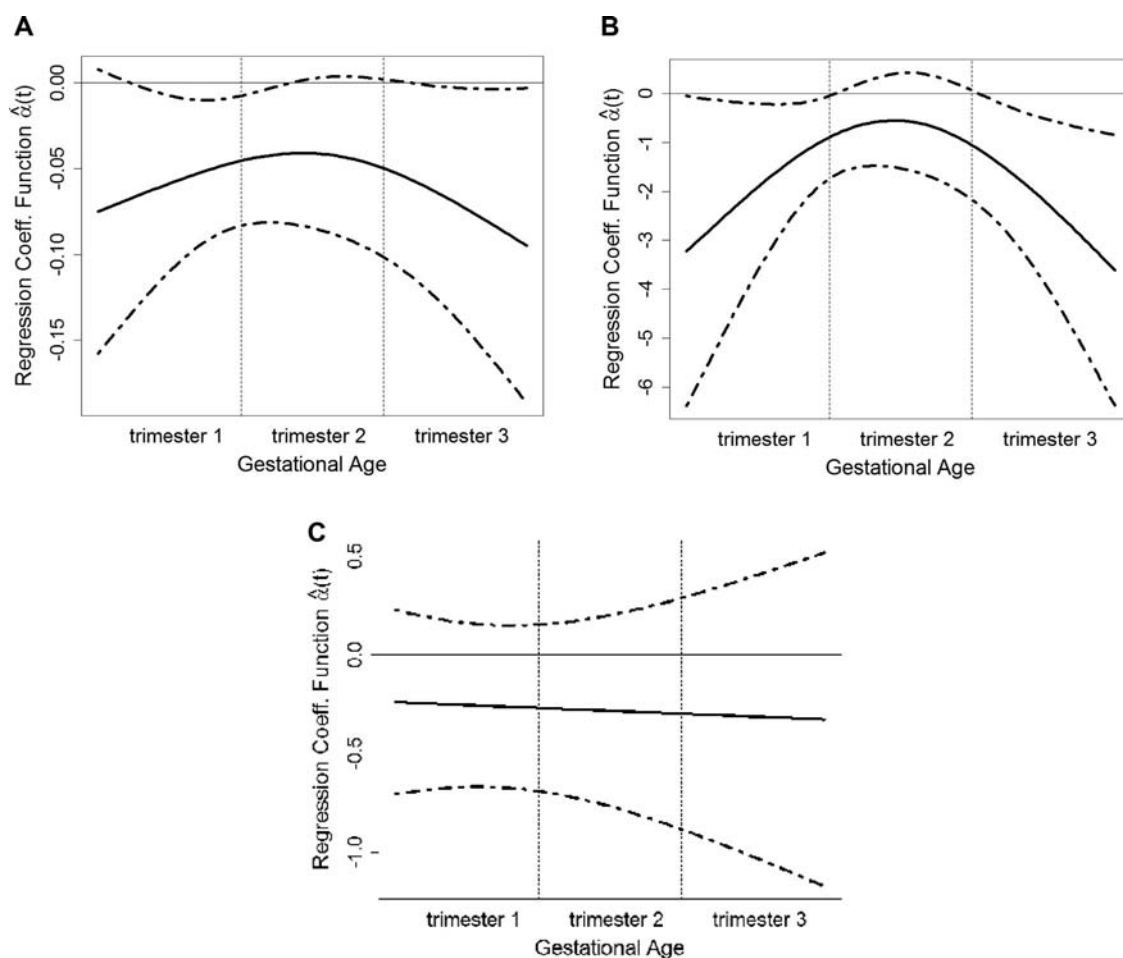 A
Regression Coeff. Function α̂(t)
0.00
-0.05
-0.10
-0.15
trimester 1 trimester 2 trimester 3
Gestational Age
B
Regression Coeff. Function α̂(t)
0
-1
-2
-3
-4
-5
-6
trimester 1 trimester 2 trimester 3
Gestational Age
C
Regression Coeff. Function α̂(t)
0.5
0.0
-0.5
-1.0
trimester 1 trimester 2 trimester 3
Gestational Age